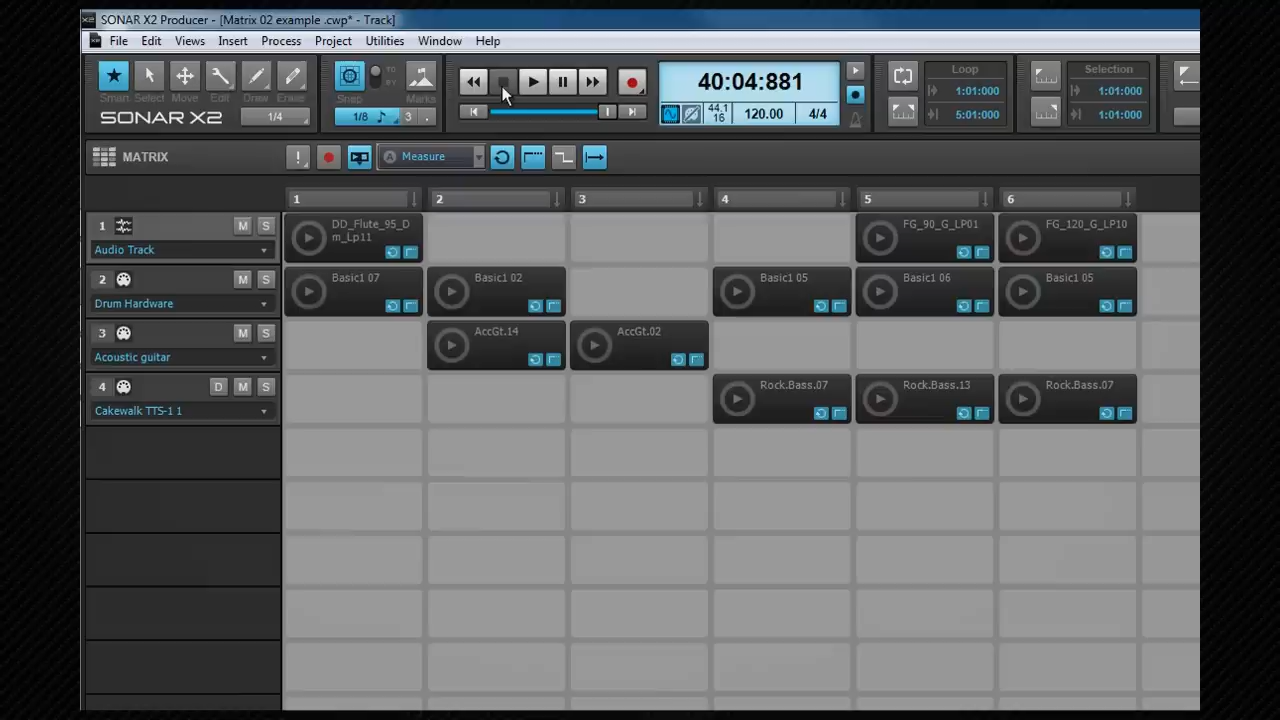 SONAR X2 Producer - [Matrix 02 example .cwp* - Track]
File Edit Views Insert Process Project Utilities Window Help
Smart Select Move Edit Draw Erase
SONAR X2
1/4
TO
BY
Snap Marks
1/8 3 .
40:04:881
44.1
16
120.00 4/4
Loop
1:01:000
5:01:000
Selection
1:01:000
1:01:000
MATRIX
A Measure
1 2 3 4 5 6
1 M S
Audio Track
DD_Flute_95_D
m_Lp11
FG_90_G_LP01
FG_120_G_LP10
2 M S
Drum Hardware
Basic1 07
Basic1 02
Basic1 05
Basic1 06
Basic1 05
3 M S
Acoustic guitar
AccGt.14
AccGt.02
4 D M S
Cakewalk TTS-1 1
Rock.Bass.07
Rock.Bass.13
Rock.Bass.07